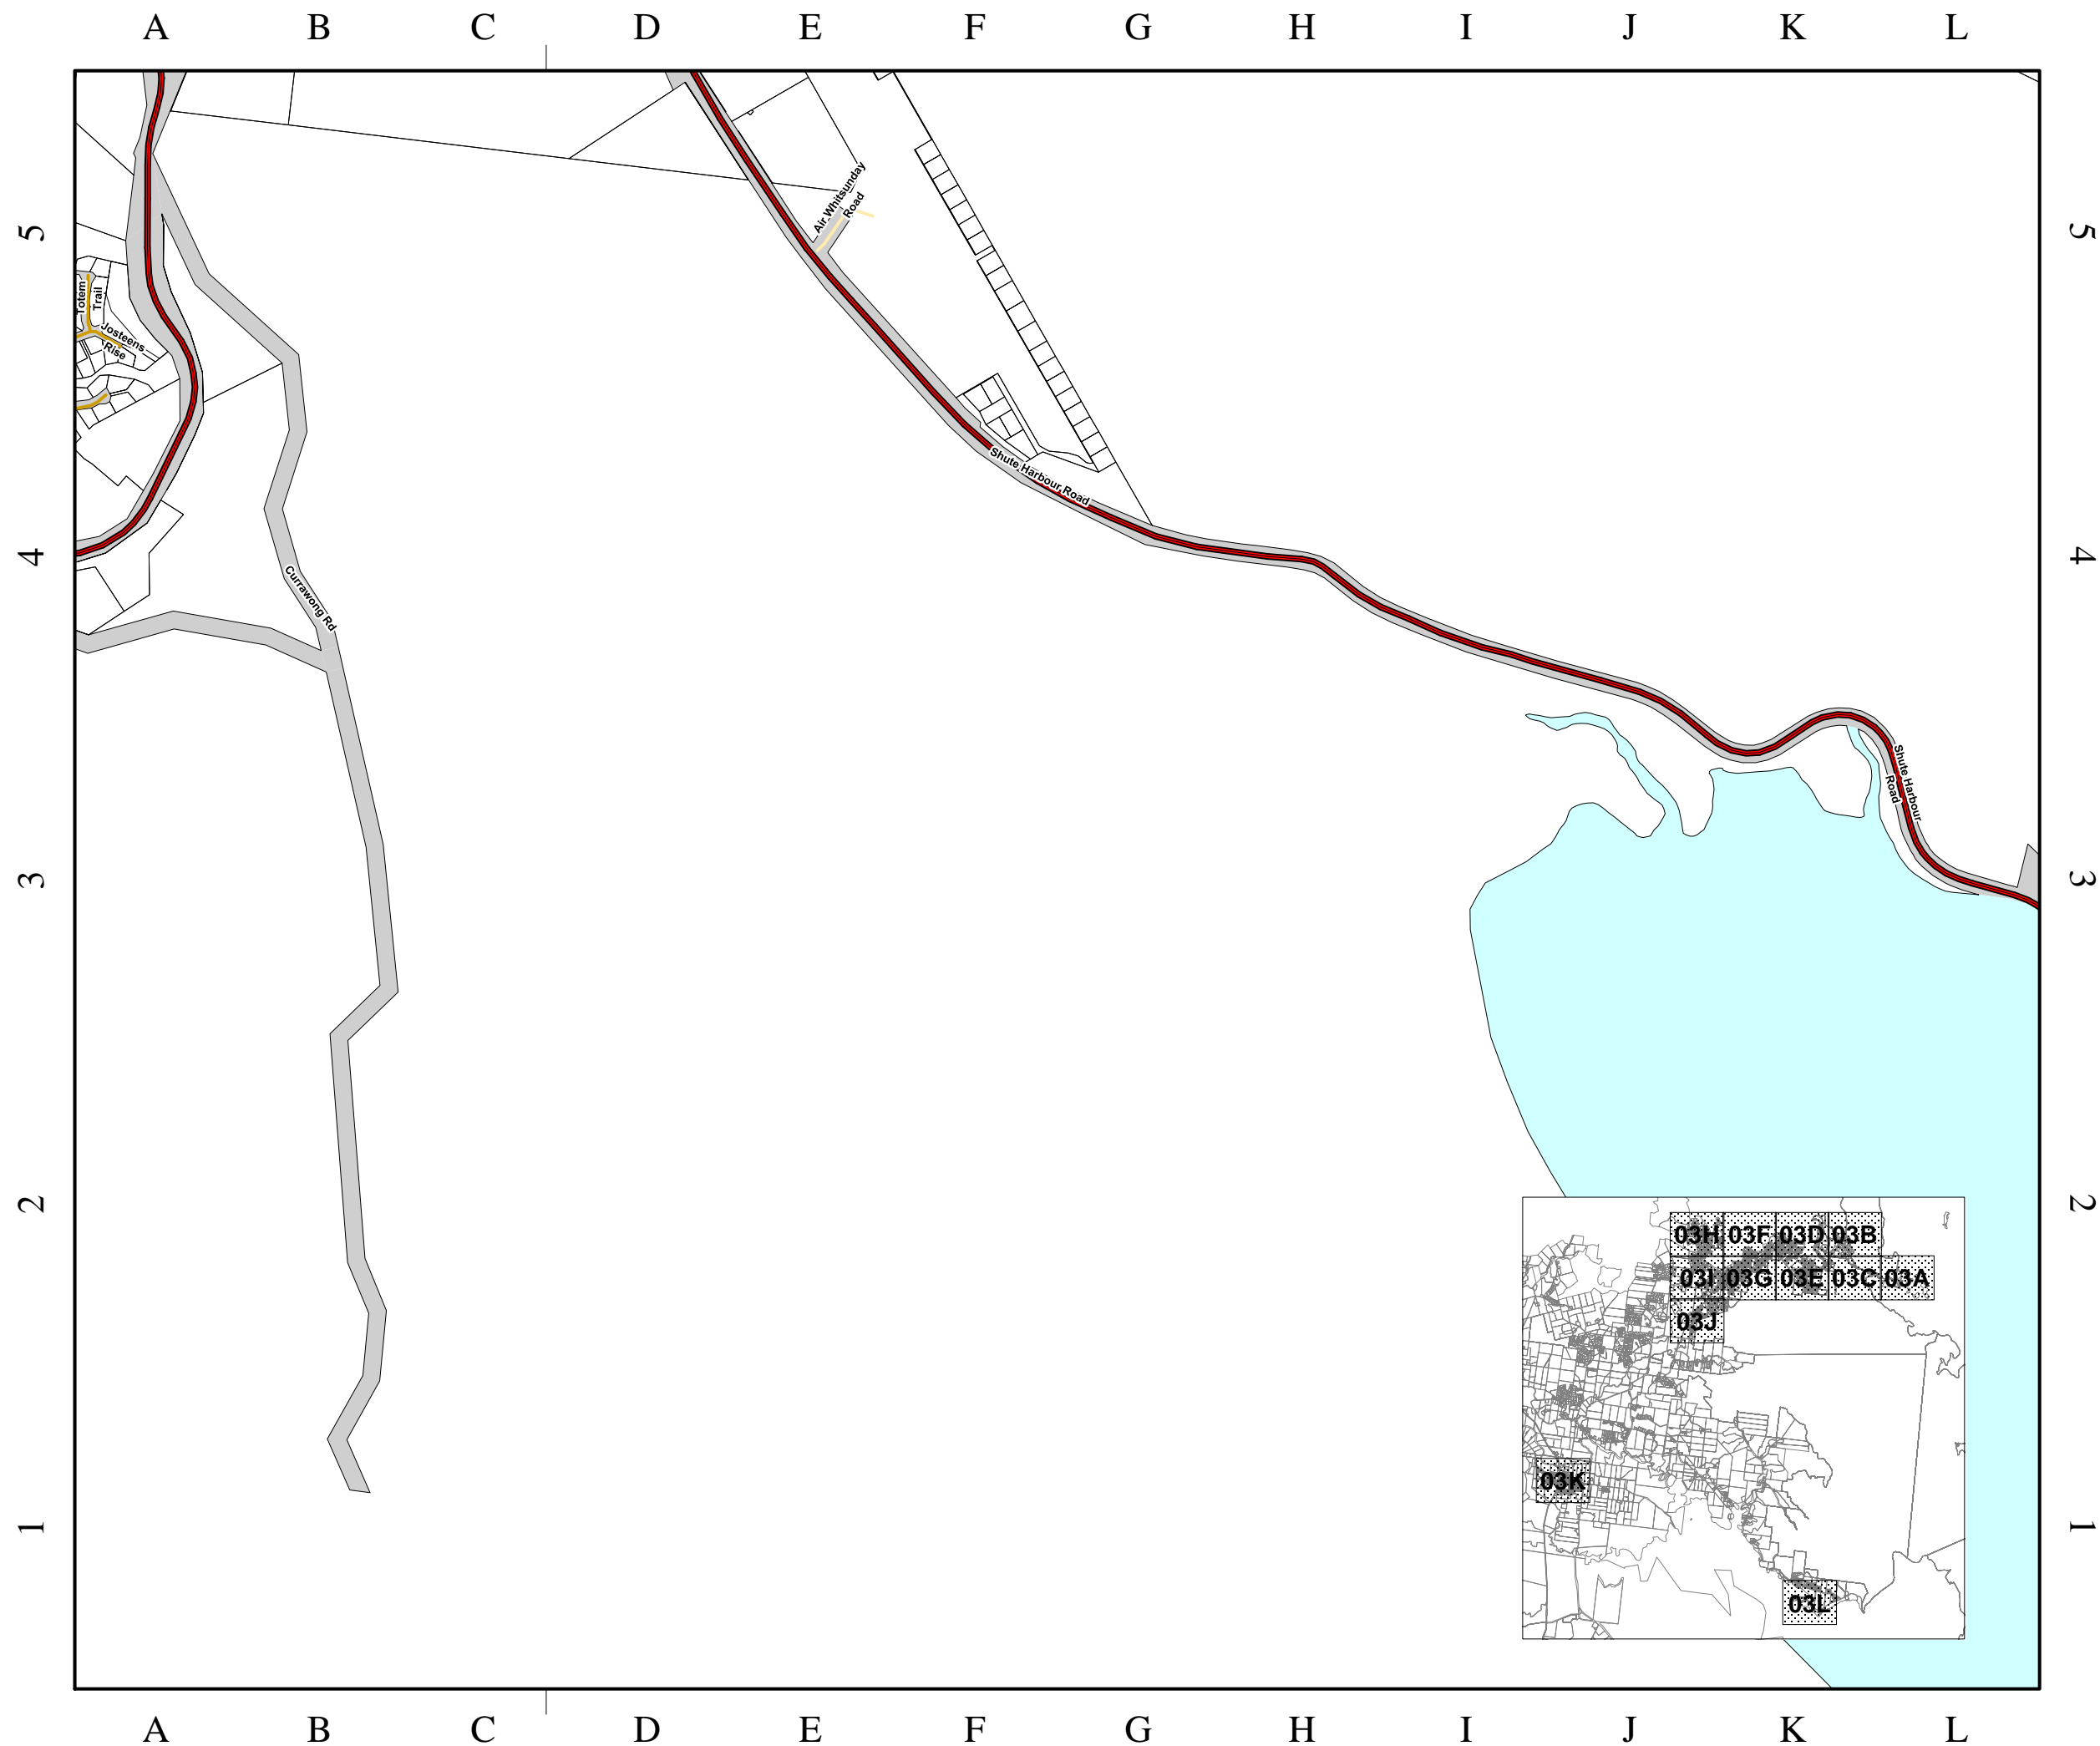 A B C D E F G H I J K L
5 5
Air Whitsunday
Road
Totem
Trail
Josteens
Rise
Shute Harbour Road
4 4
Currawong Rd
Shute Harbour
Road
3 3
2 2
03H 03F 03D 03B
03I 03G 03E 03C 03A
03J
03K
1 1
03L
A B C D E F G H I J K L